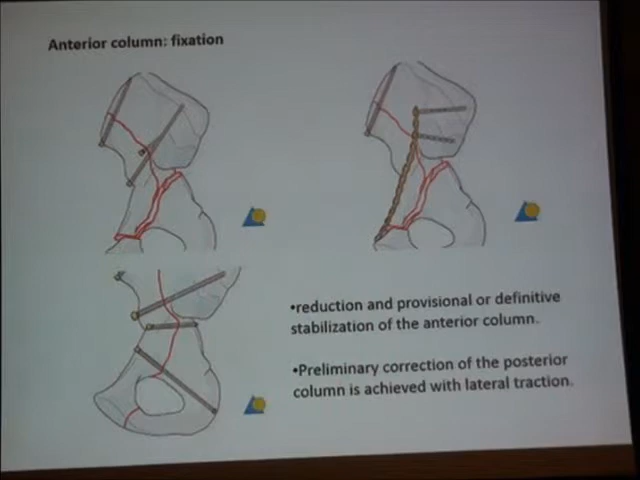 Anterior column: fixation
•reduction and provisional or definitive
stabilization of the anterior column.
•Preliminary correction of the posterior
column is achieved with lateral traction.